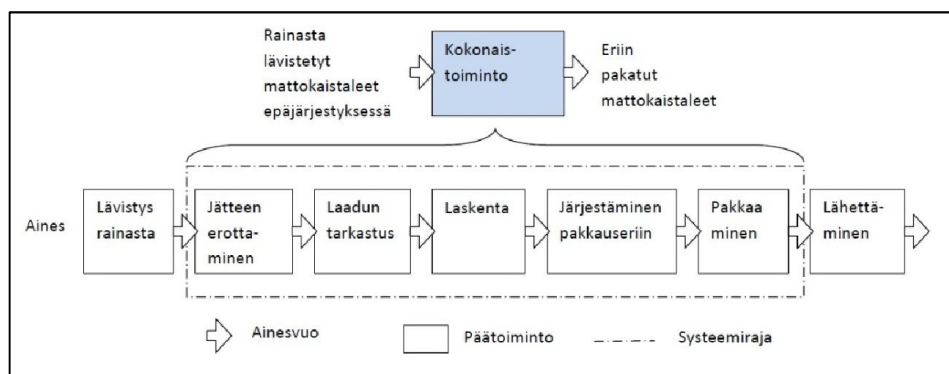 Rainasta
lävistetyt
mattokaistaleet
epäjärjestyksessä
Kokonais-
toiminto
Eriin
pakatut
mattokaistaleet
Aines
Lävistys
rainasta
Jätteen
erotta-
minen
Laadun
tarkastus
Laskenta
Järjestäminen
pakkauseriin
Pakkaa
minen
Lähettä-
minen
Ainesvuo
Päätoiminto
Systeemiraja